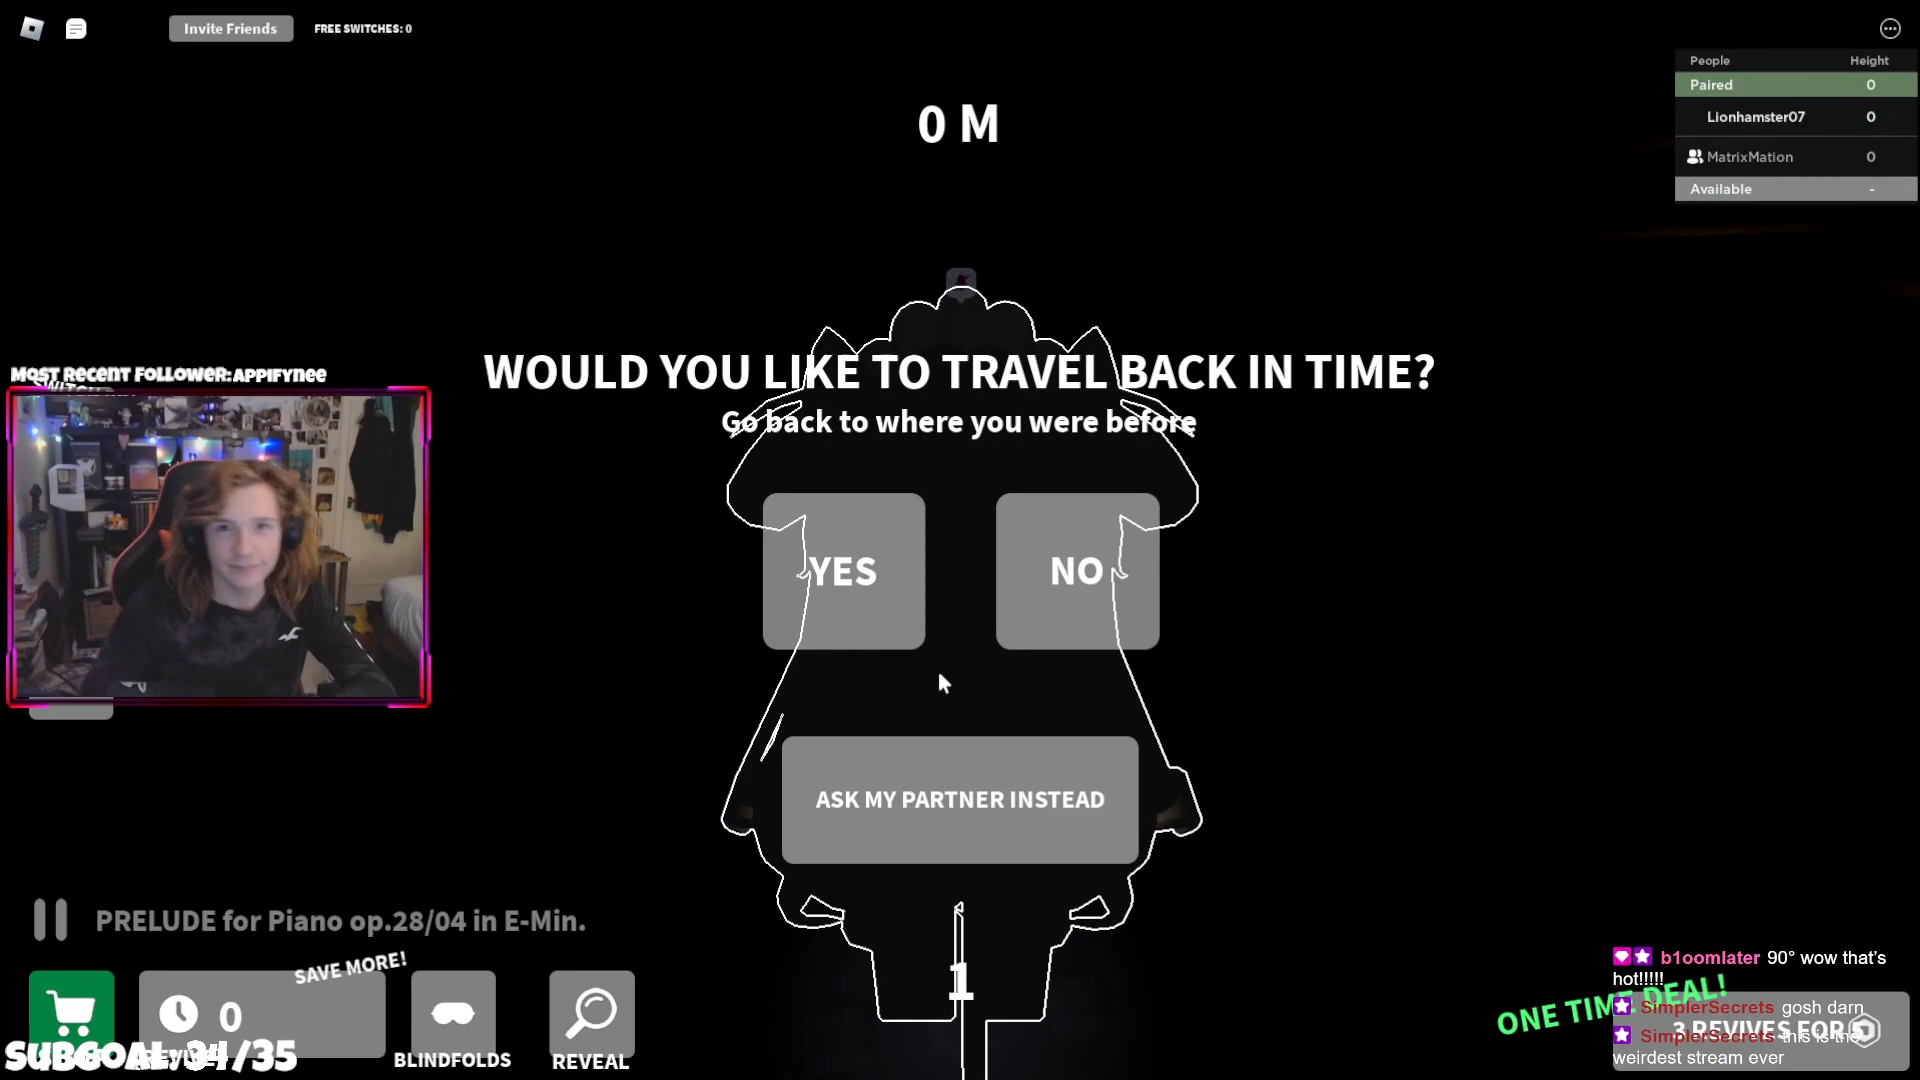 Invite Friends
FREE SWITCHES: 0
People Height
Paired 0
Lionhamster07 0
MatrixMation 0
Available -
0 M
WOULD YOU LIKE TO TRAVEL BACK IN TIME?
Go back to where you were before
YES
NO
ASK MY PARTNER INSTEAD
MOST RECENT FOLLOWER:APPIFYNEE
PRELUDE for Piano op.28/04 in E-Min.
SAVE MORE!
0
BLINDFOLDS
REVEAL
SUBGOAL: 34/35
1
b1oomlater 90° wow that's
hot!!!!!
ONE TIME DEAL!
SimplerSecrets gosh darn
3 REVIVES FOR 5
SimplerSecrets this is the
weirdest stream ever